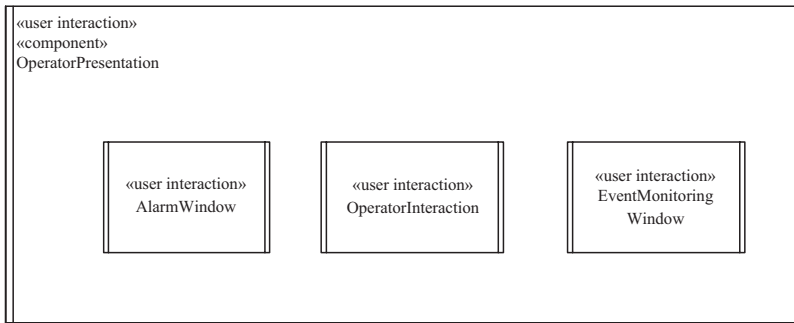 «user interaction»
«component»
OperatorPresentation
«user interaction»
AlarmWindow
«user interaction»
OperatorInteraction
«user interaction»
EventMonitoring
Window